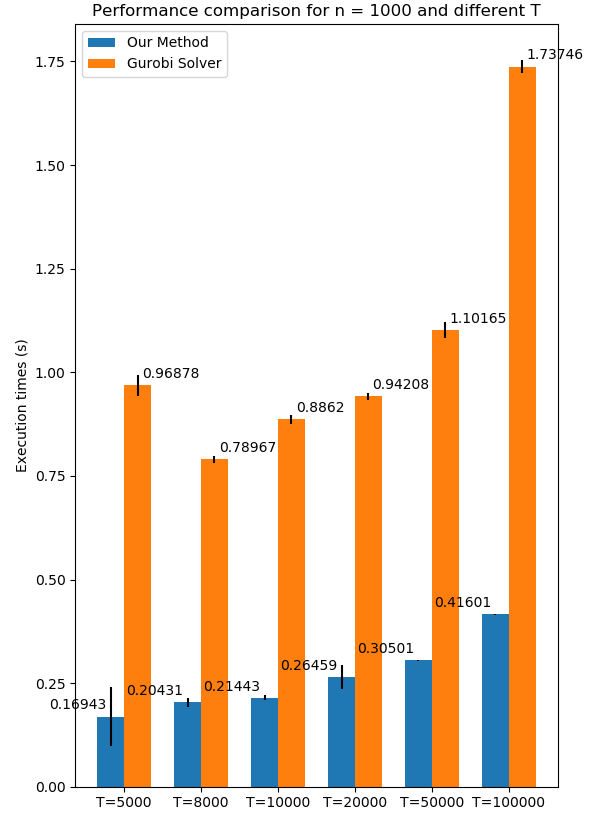 Performance comparison for n = 1000 and different T
Our Method
Gurobi Solver
Execution times (s)
1.75
1.50
1.25
1.00
0.75
0.50
0.25
0.00
0.16943
0.20431
0.21443
0.26459
0.30501
0.41601
0.96878
0.78967
0.8862
0.94208
1.10165
1.73746
T=5000
T=8000
T=10000
T=20000
T=50000
T=100000